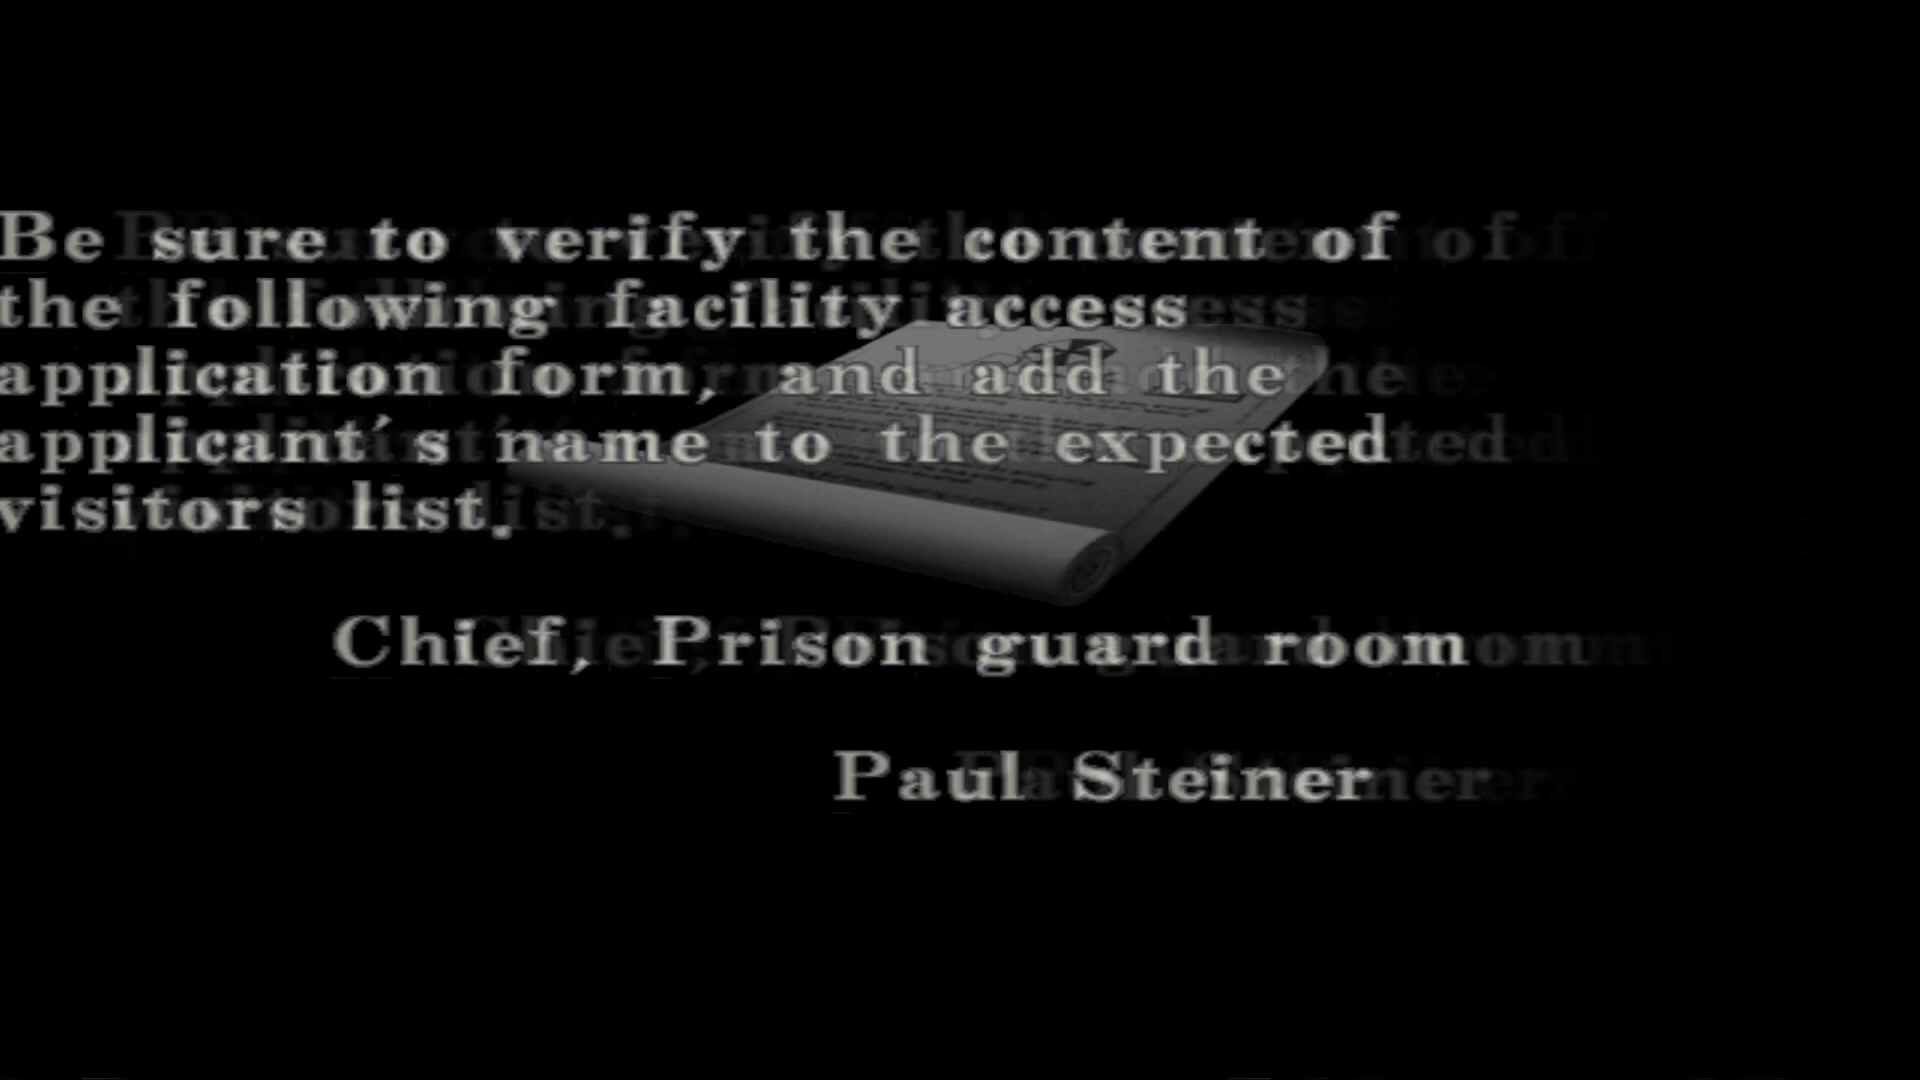 Be sure to verify the content of
the following facility access
application form, and add the
applicant's name to the expected
visitors list.
Chief, Prison guard room
Paul Steiner